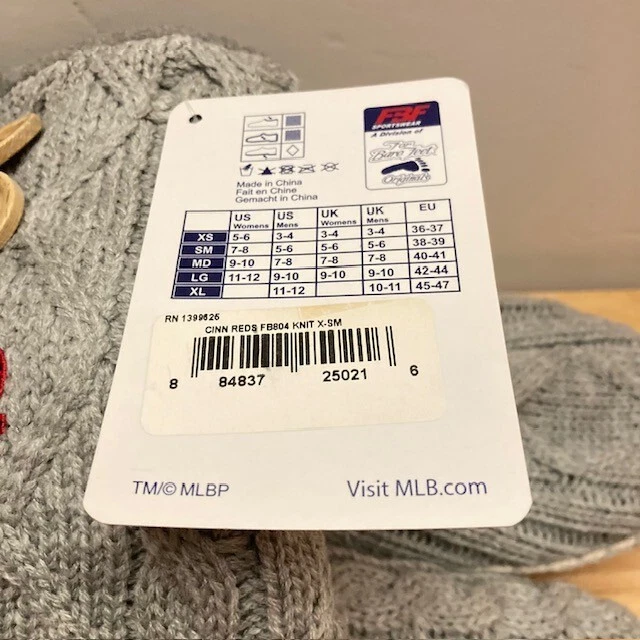 FBF
SPORTSWEAR
A Division of
For
Bare Feet
Originals
Made in China
Fait en Chine
Gemacht in China
US Womens US Mens UK Womens UK Mens EU
XS 5-6 3-4 3-4 3-4 36-37
SM 7-8 5-6 5-6 5-6 38-39
MD 9-10 7-8 7-8 7-8 40-41
LG 11-12 9-10 9-10 9-10 42-44
XL 11-12 10-11 45-47
RN 1399626
CINN REDS FB804 KNIT X-SM
8 84837 25021 6
TM/© MLBP Visit MLB.com